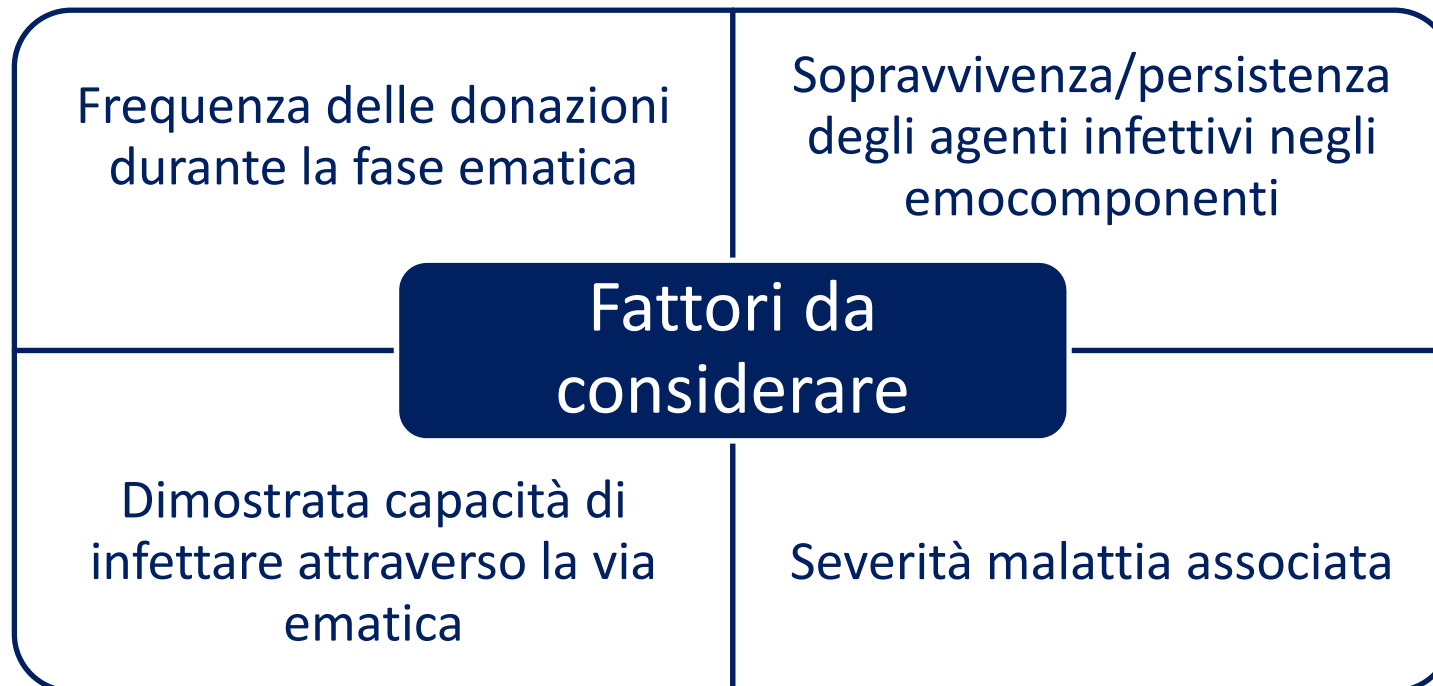 Frequenza delle donazioni
durante la fase ematica
Sopravvivenza/persistenza
degli agenti infettivi negli
emocomponenti
Fattori da
considerare
Dimostrata capacità di
infettare attraverso la via
ematica
Severità malattia associata